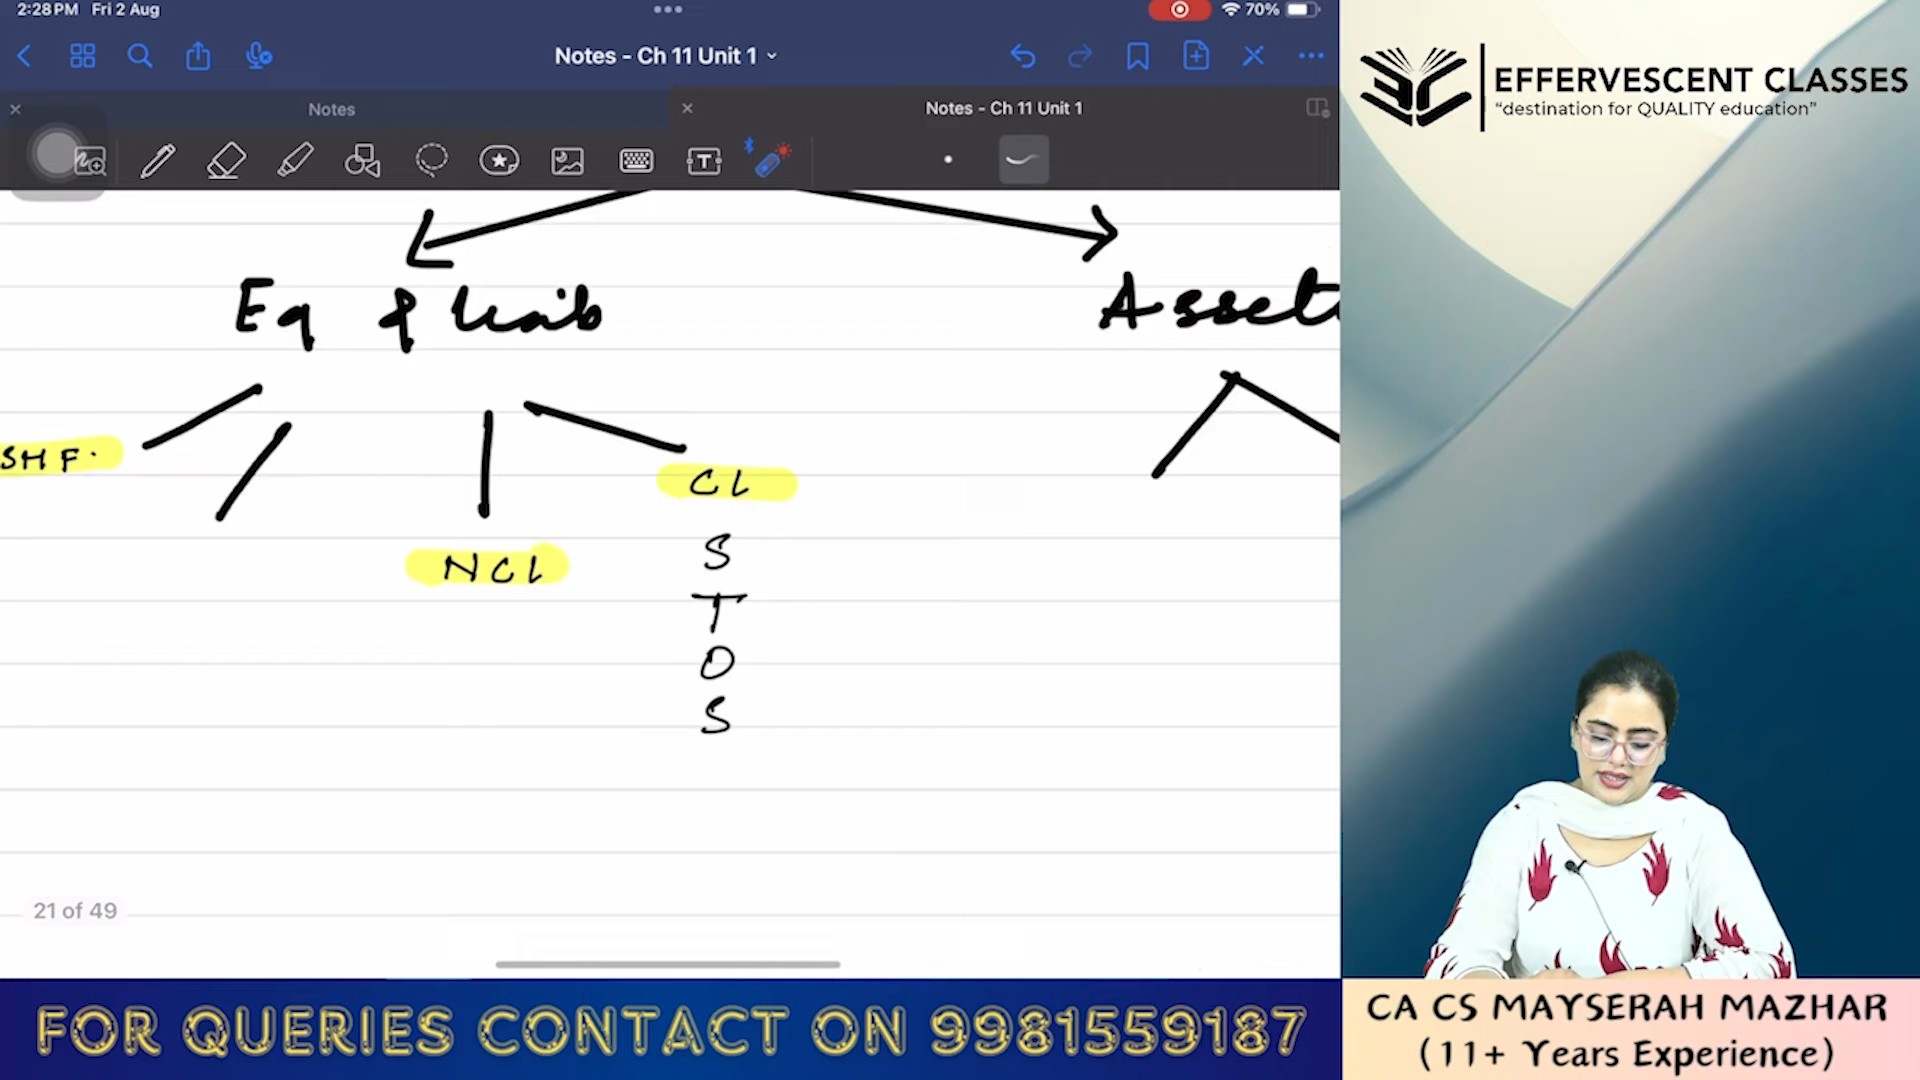 2:28 PM Fri 2 Aug
70%
Notes - Ch 11 Unit 1
Notes
Notes - Ch 11 Unit 1
T
Eq & Liab
Asset
SHF.
CL
NCL
S
T
O
S
21 of 49
EFFERVESCENT CLASSES
"destination for QUALITY education"
FOR QUERIES CONTACT ON 9981559187
CA CS MAYSERAH MAZHAR
(11+ Years Experience)